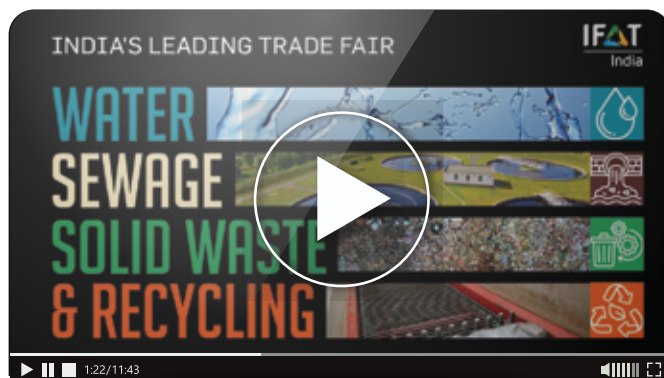 INDIA'S LEADING TRADE FAIR
IFAT
India
WATER
SEWAGE
SOLID WASTE
& RECYCLING
1:22/11:43